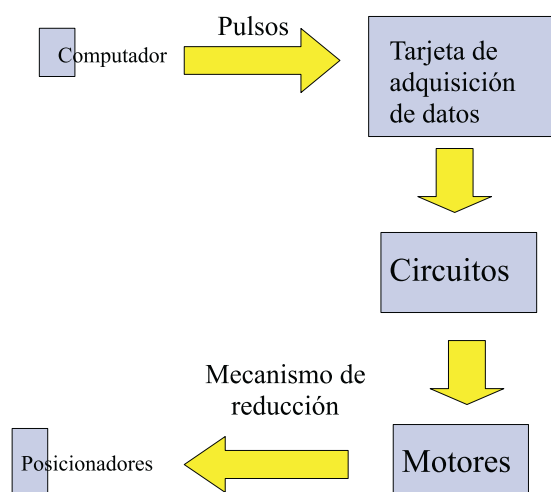 Pulsos
Computador
Tarjeta de
adquisición
de datos
Circuitos
Mecanismo de
reducción
Posicionadores
Motores